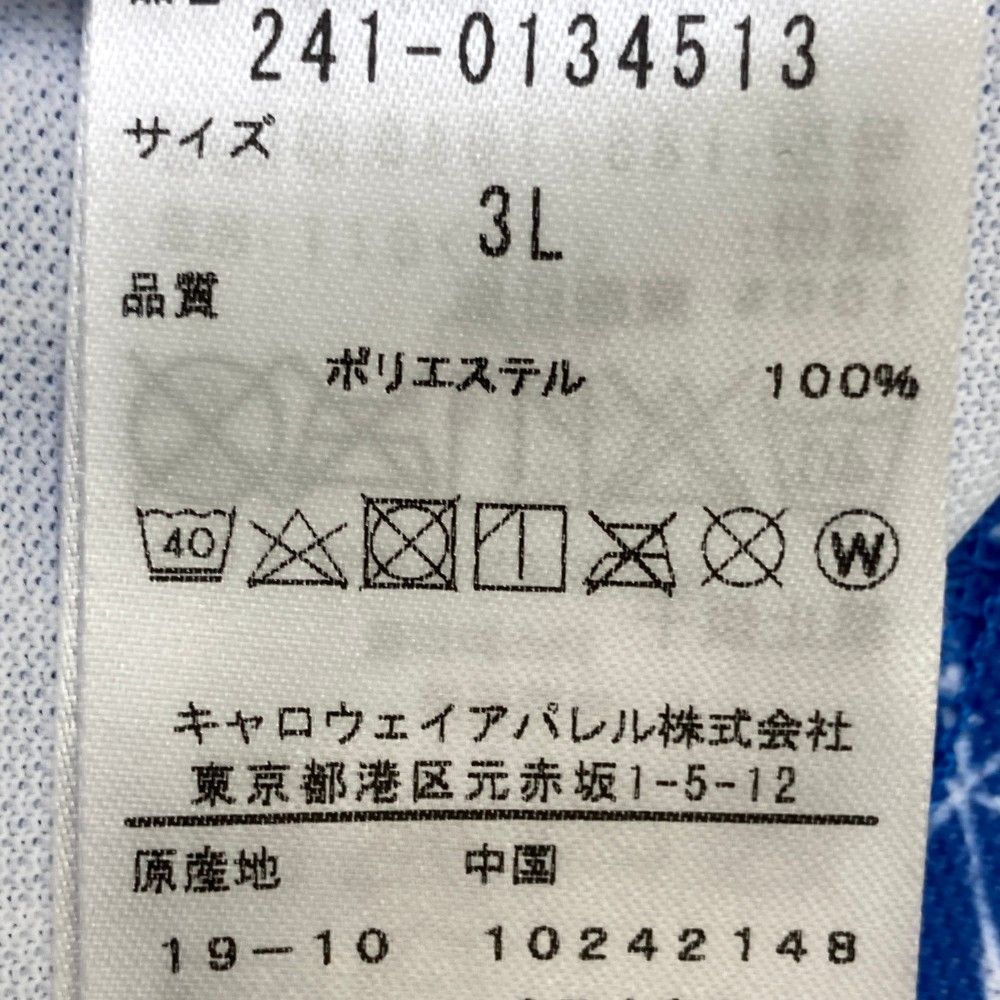 241-0134513
サイズ
3L
品質
ポリエステル 100%
40 W
キャロウェイアパレル株式会社
東京都港区元赤坂1-5-12
原産地 中国
19-10 10242148